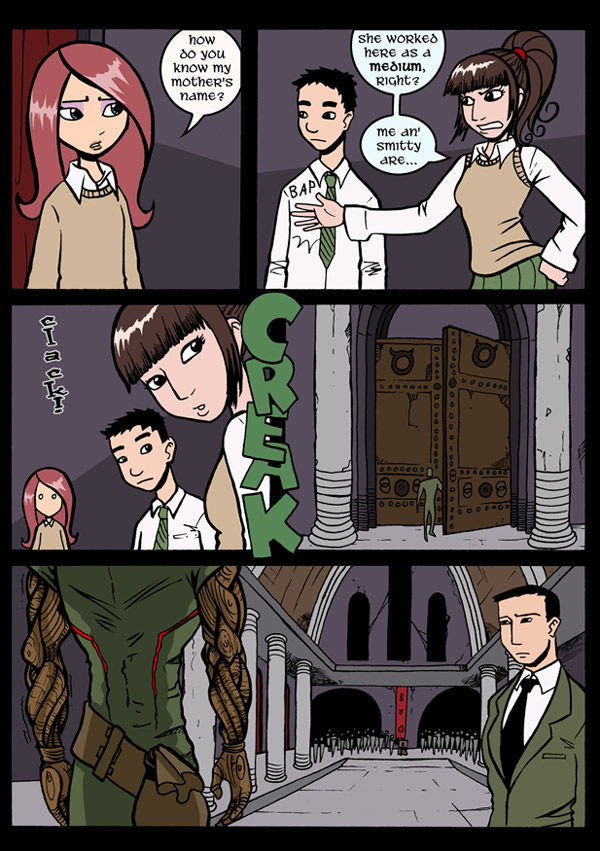 HOW
DO YOU
KNOW MY
MOTHER'S
NAME?
SHE WORKED
HERE AS A
MEDIUM,
RIGHT?
ME AN'
SMITTY
ARE...
BAP
clack!
CREAK